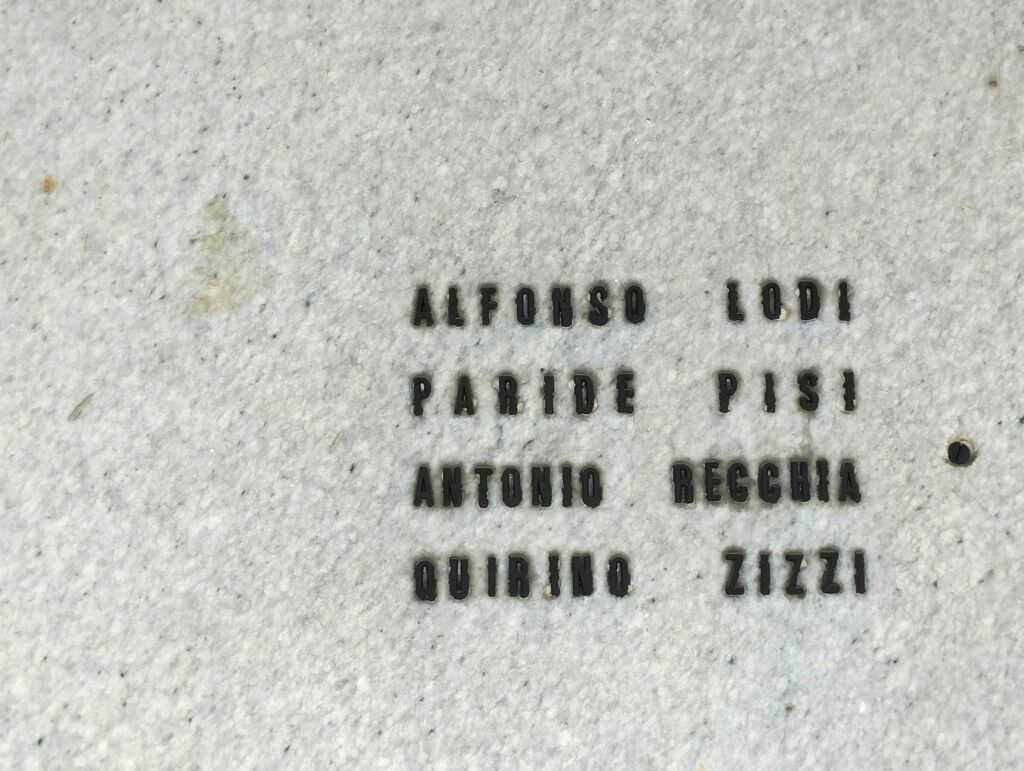 ALFONSO LODI
PARIDE PISI
ANTONIO RECCHIA
QUIRINO ZIZZI